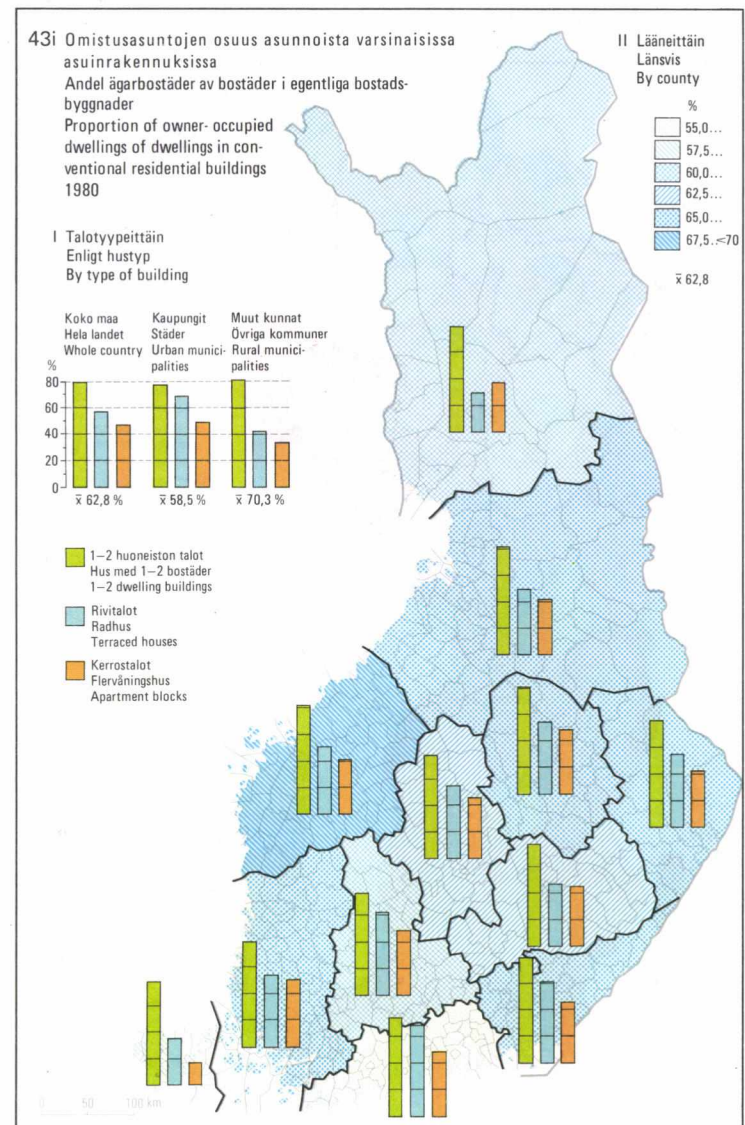 43i Omistusasuntojen osuus asunnoista varsinaisissa
asuinrakennuksissa
Andel ägarbostäder av bostäder i egentliga bostads-
byggnader
Proportion of owner- occupied
dwellings of dwellings in con-
ventional residential buildings
1980
I Talotyypeittäin
Enligt hustyp
By type of building
Koko maa
Hela landet
Whole country
Kaupungit
Städer
Urban munici-
palities
Muut kunnat
Övriga kommuner
Rural munici-
palities
%
80
60
40
20
0
x̄ 62,8 %
x̄ 58,5 %
x̄ 70,3 %
1–2 huoneiston talot
Hus med 1–2 bostäder
1–2 dwelling buildings
Rivitalot
Radhus
Terraced houses
Kerrostalot
Flervåningshus
Apartment blocks
II Lääneittäin
Länsvis
By county
%
55,0...
57,5...
60,0...
62,5...
65,0...
67,5..<70
x̄ 62,8
0 50 100 km